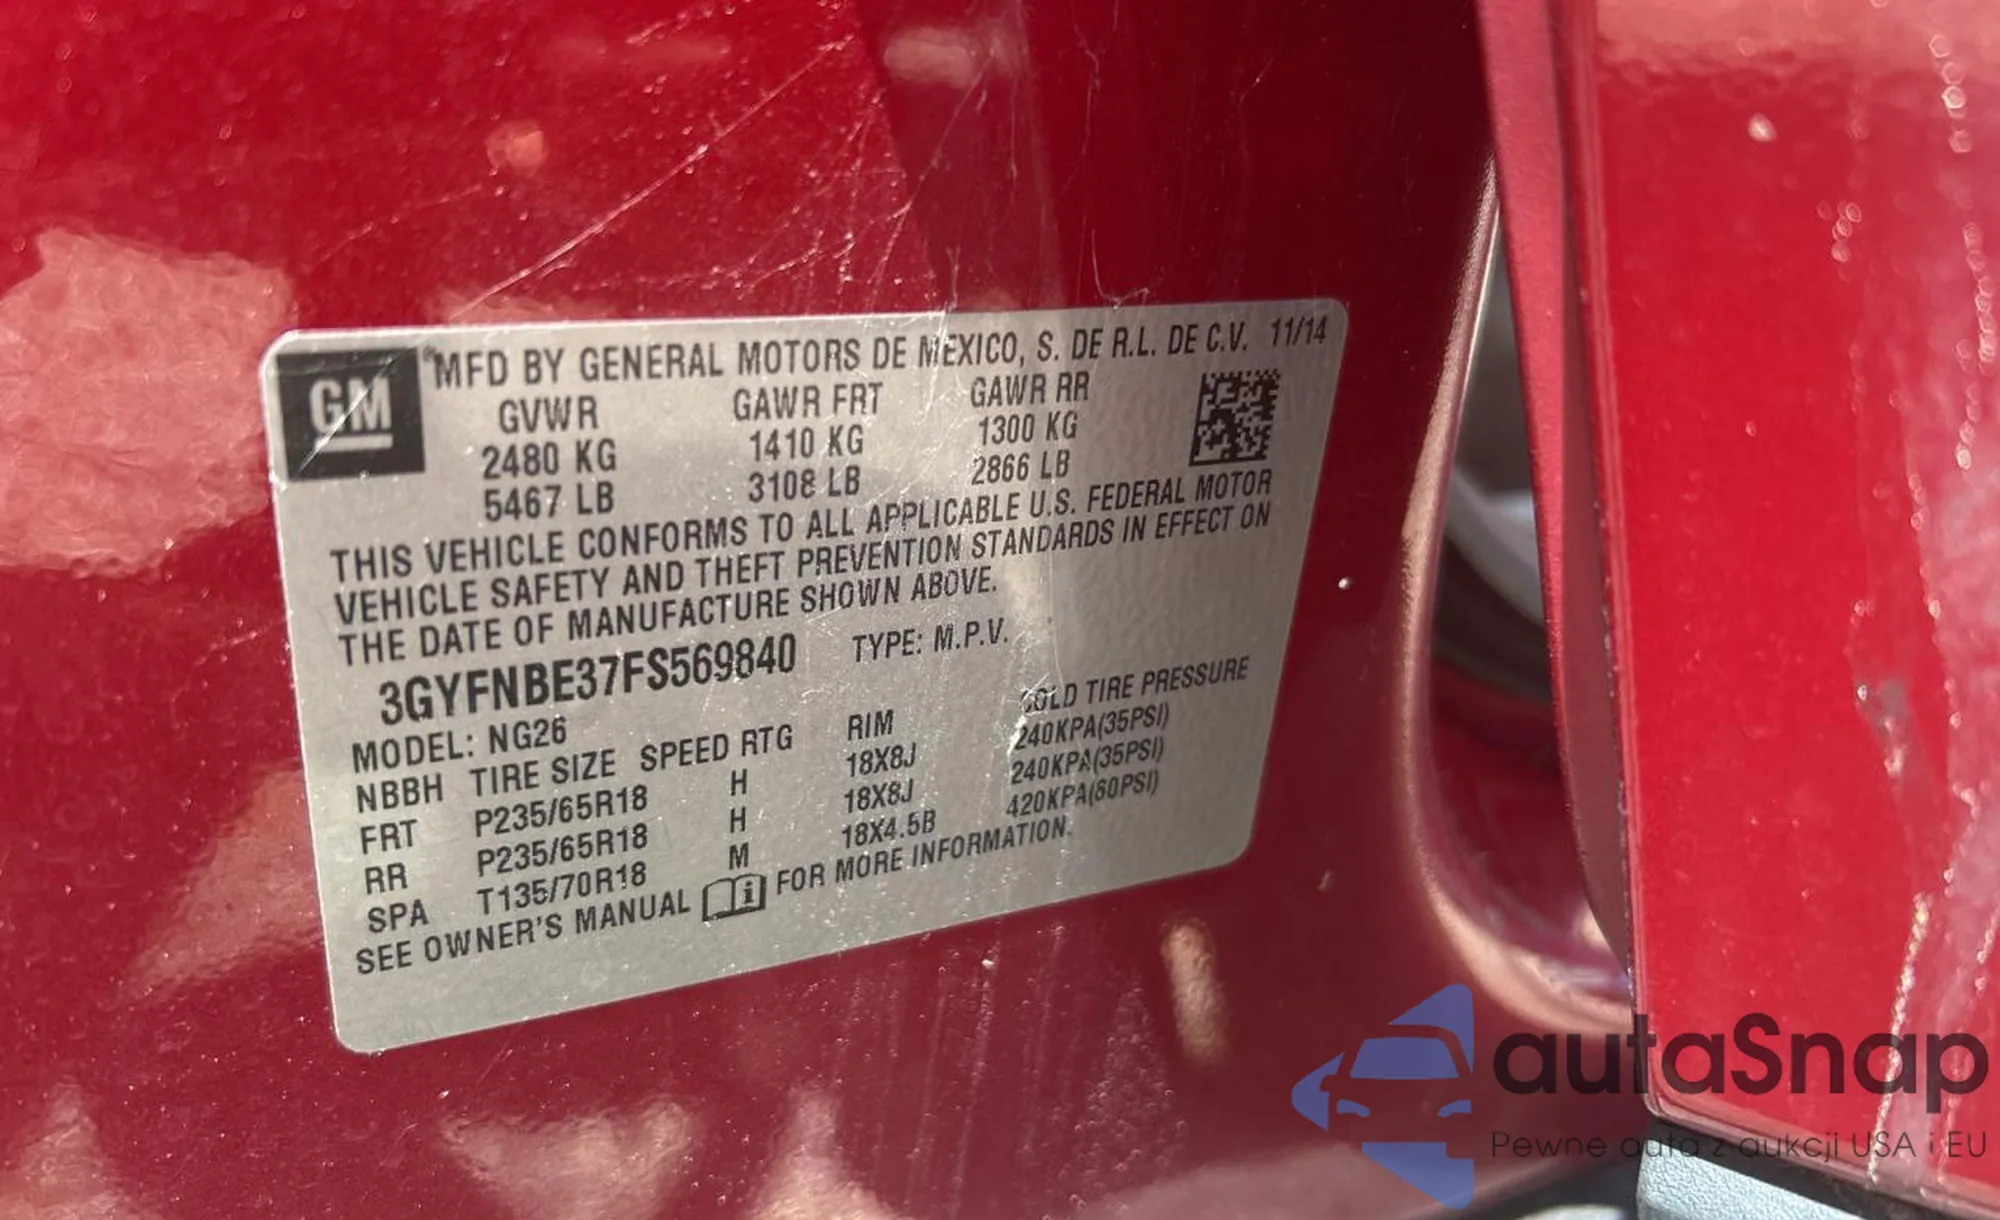 GM
®MFD BY GENERAL MOTORS DE MEXICO, S. DE R.L. DE C.V. 11/14
GVWR GAWR FRT GAWR RR
2480 KG 1410 KG 1300 KG
5467 LB 3108 LB 2866 LB
THIS VEHICLE CONFORMS TO ALL APPLICABLE U.S. FEDERAL MOTOR
VEHICLE SAFETY AND THEFT PREVENTION STANDARDS IN EFFECT ON
THE DATE OF MANUFACTURE SHOWN ABOVE.
3GYFNBE37FS569840 TYPE: M.P.V.
MODEL: NG26
NBBH TIRE SIZE SPEED RTG RIM COLD TIRE PRESSURE
FRT P235/65R18 H 18X8J 240KPA(35PSI)
RR P235/65R18 H 18X8J 240KPA(35PSI)
SPA T135/70R18 M 18X4.5B 420KPA(60PSI)
SEE OWNER'S MANUAL FOR MORE INFORMATION.
autaSnap
Pewne auta z aukcji USA i EU